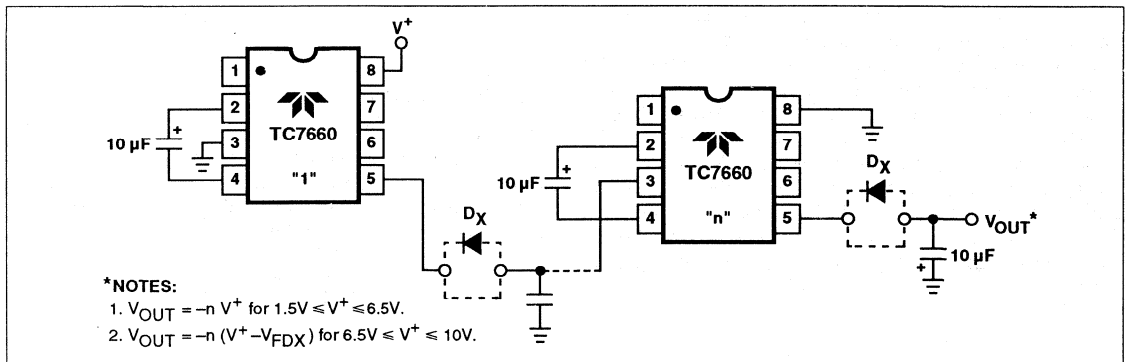 V+
1
8
2
7
10 µF
+
TC7660
3
6
4
"1"
5
DX
1
8
2
7
10 µF
+
TC7660
3
6
4
"n"
5
DX
VOUT*
10 µF
+
*NOTES:
1. VOUT = –n V+ for 1.5V ≤ V+ ≤ 6.5V.
2. VOUT = –n (V+ –VFDX) for 6.5V ≤ V+ ≤ 10V.